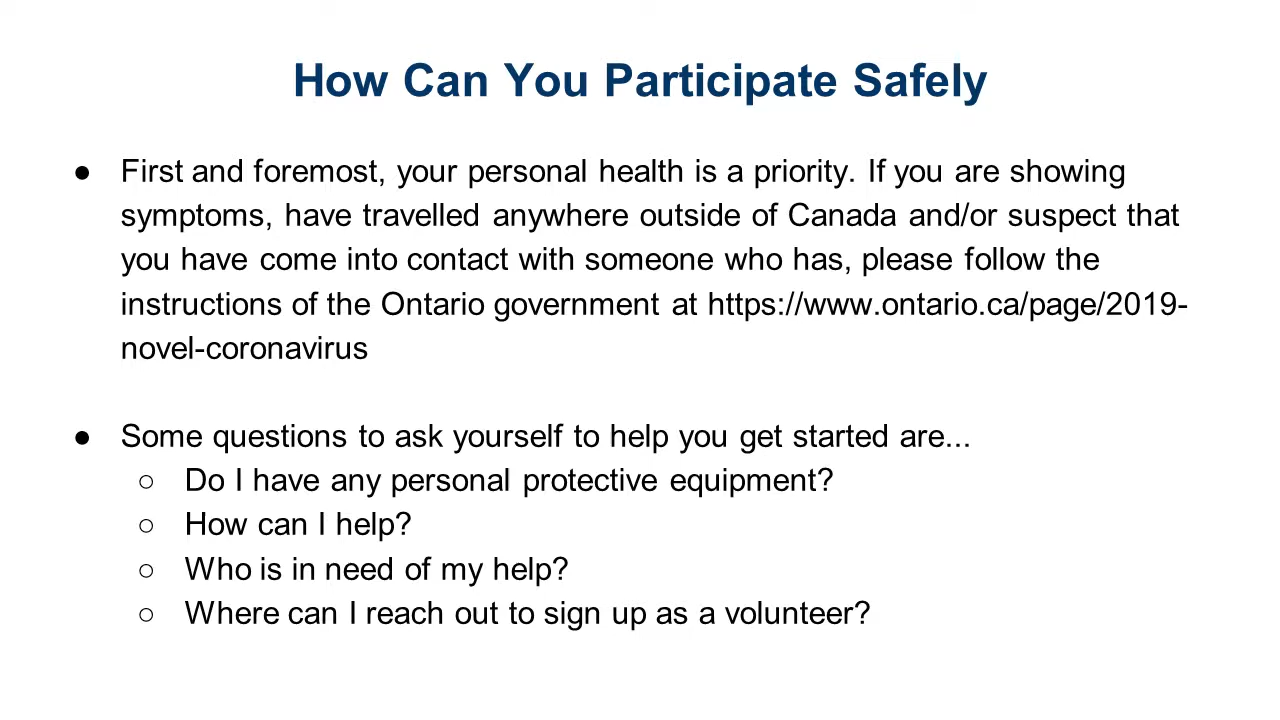 How Can You Participate Safely
● First and foremost, your personal health is a priority. If you are showing
symptoms, have travelled anywhere outside of Canada and/or suspect that
you have come into contact with someone who has, please follow the
instructions of the Ontario government at https://www.ontario.ca/page/2019-
novel-coronavirus
● Some questions to ask yourself to help you get started are...
○ Do I have any personal protective equipment?
○ How can I help?
○ Who is in need of my help?
○ Where can I reach out to sign up as a volunteer?